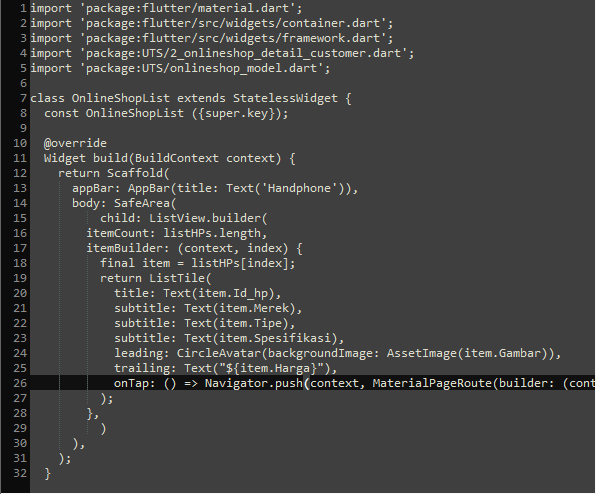 1 import 'package:flutter/material.dart';
2 import 'package:flutter/src/widgets/container.dart';
3 import 'package:flutter/src/widgets/framework.dart';
4 import 'package:UTS/2_onlineshop_detail_customer.dart';
5 import 'package:UTS/onlineshop_model.dart';
6
7 class OnlineShopList extends StatelessWidget {
8   const OnlineShopList ({super.key});
9
10   @override
11   Widget build(BuildContext context) {
12     return Scaffold(
13       appBar: AppBar(title: Text('Handphone')),
14       body: SafeArea(
15           child: ListView.builder(
16         itemCount: listHPs.length,
17         itemBuilder: (context, index) {
18           final item = listHPs[index];
19           return ListTile(
20             title: Text(item.Id_hp),
21             subtitle: Text(item.Merek),
22             subtitle: Text(item.Tipe),
23             subtitle: Text(item.Spesifikasi),
24             leading: CircleAvatar(backgroundImage: AssetImage(item.Gambar)),
25             trailing: Text("${item.Harga}"),
26             onTap: () => Navigator.push(context, MaterialPageRoute(builder: (cont
27           );
28         },
29           )
30       ),
31     );
32   }